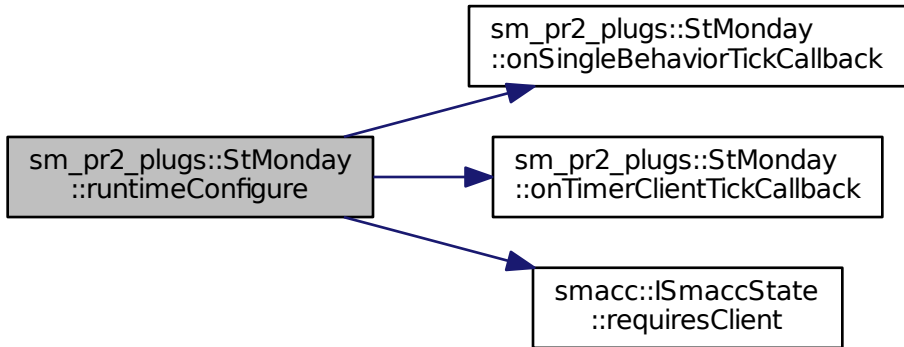 sm_pr2_plugs::StMonday
::runtimeConfigure
sm_pr2_plugs::StMonday
::onSingleBehaviorTickCallback
sm_pr2_plugs::StMonday
::onTimerClientTickCallback
smacc::ISmaccState
::requiresClient